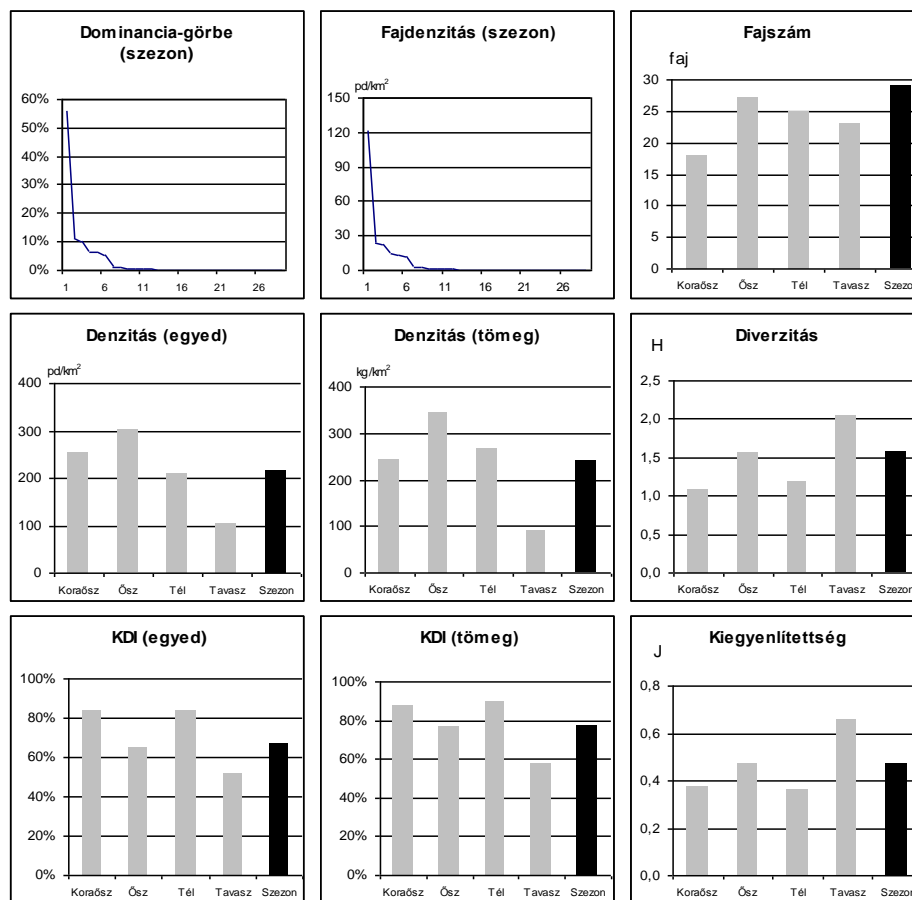 Dominancia-görbe
(szezon)
60%
50%
40%
30%
20%
10%
0%
1 6 11 16 21 26
Fajdenzitás (szezon)
pd/km²
150
120
90
60
30
0
1 6 11 16 21 26
Fajszám
faj
30
25
20
15
10
5
0
Koraősz Ősz Tél Tavasz Szezon
Denzitás (egyed)
pd/km²
400
300
200
100
0
Koraősz Ősz Tél Tavasz Szezon
Denzitás (tömeg)
kg/km²
400
300
200
100
0
Koraősz Ősz Tél Tavasz Szezon
Diverzitás
H
2,5
2,0
1,5
1,0
0,5
0,0
Koraősz Ősz Tél Tavasz Szezon
KDI (egyed)
100%
80%
60%
40%
20%
0%
Koraősz Ősz Tél Tavasz Szezon
KDI (tömeg)
100%
80%
60%
40%
20%
0%
Koraősz Ősz Tél Tavasz Szezon
Kiegyenlítettség
J
0,8
0,6
0,4
0,2
0,0
Koraősz Ősz Tél Tavasz Szezon